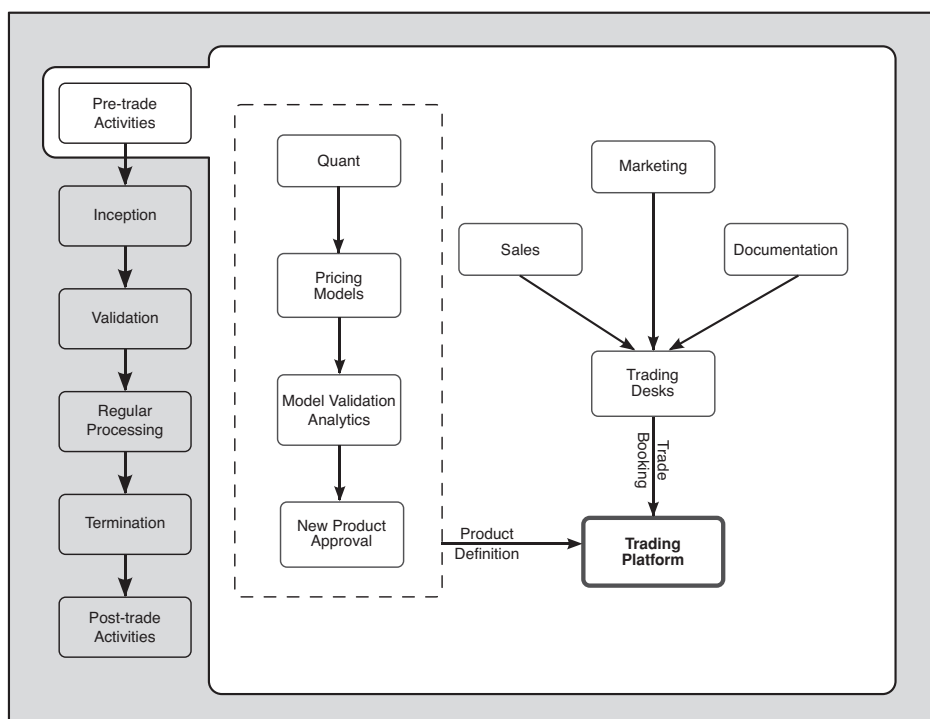 Pre-trade
Activities
Inception
Validation
Regular
Processing
Termination
Post-trade
Activities
Quant
Pricing
Models
Model Validation
Analytics
New Product
Approval
Product
Definition
Marketing
Sales
Documentation
Trading
Desks
Trade
Booking
Trading
Platform